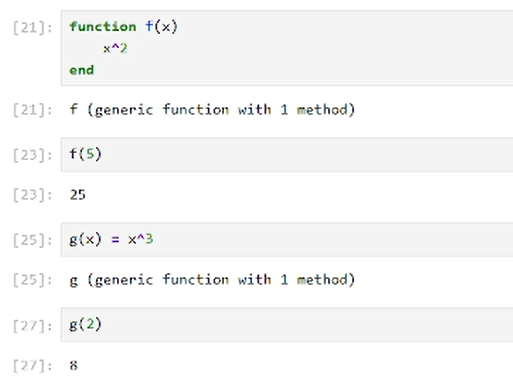 [21]: function f(x)
    x^2
end
[21]: f (generic function with 1 method)
[23]: f(5)
[23]: 25
[25]: g(x) = x^3
[25]: g (generic function with 1 method)
[27]: g(2)
[27]: 8